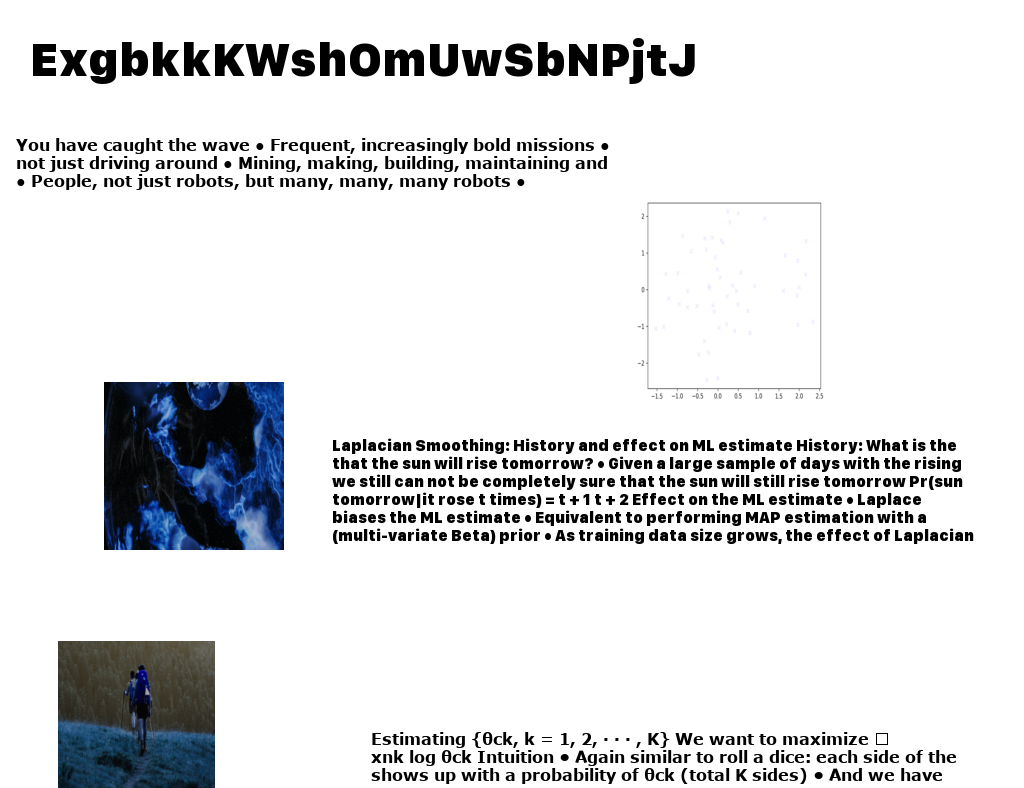 ExgbkkKWshOmUwSbNPjtJ
You have caught the wave ● Frequent, increasingly bold missions ●
not just driving around ● Mining, making, building, maintaining and
● People, not just robots, but many, many, many robots ●
2
1
0
−1
−2
−1.5 −1.0 −0.5 0.0 0.5 1.0 1.5 2.0 2.5
Laplacian Smoothing: History and effect on ML estimate History: What is the
that the sun will rise tomorrow? • Given a large sample of days with the rising
we still can not be completely sure that the sun will still rise tomorrow Pr(sun
tomorrow|it rose t times) = t + 1 t + 2 Effect on the ML estimate • Laplace
biases the ML estimate • Equivalent to performing MAP estimation with a
(multi-variate Beta) prior • As training data size grows, the effect of Laplacian
Estimating {θck, k = 1, 2, · · · , K} We want to maximize □
xnk log θck Intuition ● Again similar to roll a dice: each side of the
shows up with a probability of θck (total K sides) ● And we have